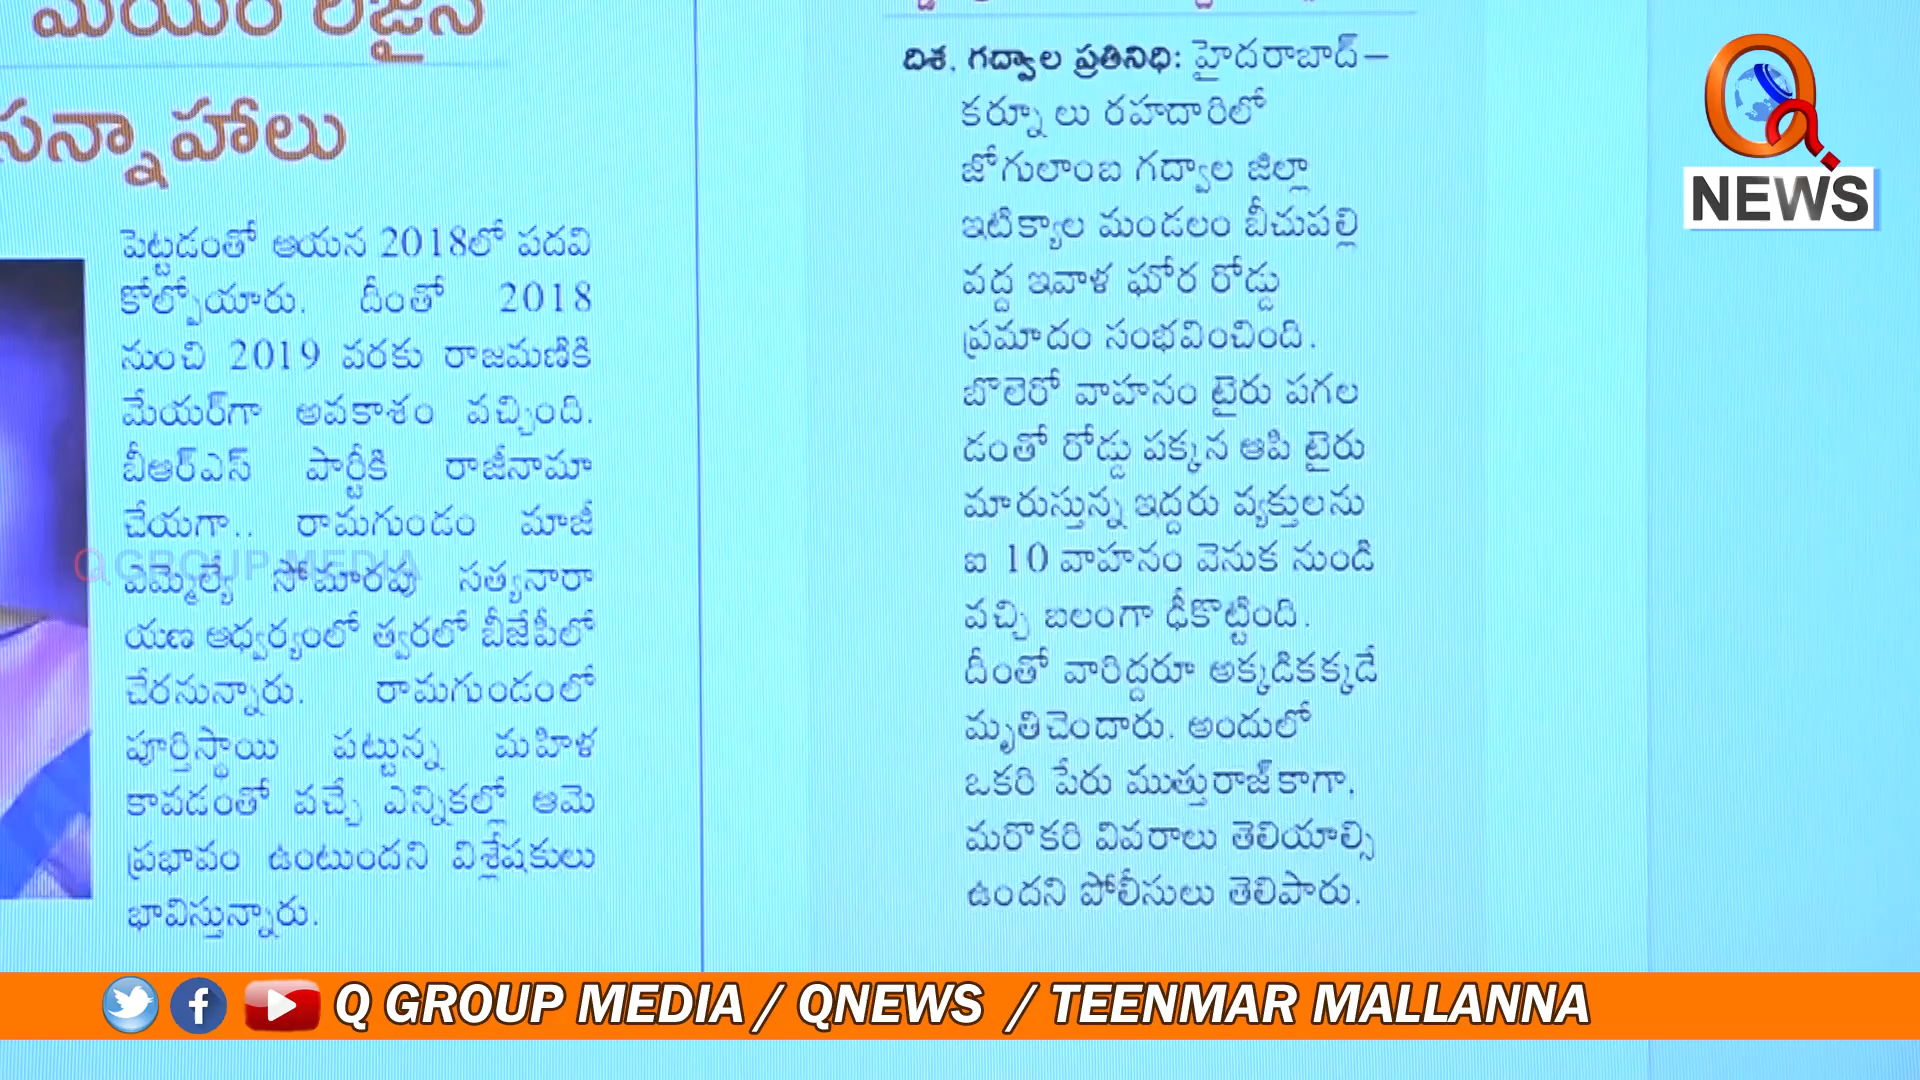 సన్నాహాలు
పెట్టడంతో ఆయన 2018లో పదవి
కోల్పోయారు. దీంతో 2018
నుంచి 2019 వరకు రాజమణికి
మేయర్‌గా అవకాశం వచ్చింది.
బీఆర్ఎస్ పార్టీకి రాజీనామా
చేయగా.. రామగుండం మాజీ
ఎమ్మెల్యే సోమారపు సత్యనారా
యణ ఆధ్వర్యంలో త్వరలో బీజేపీలో
చేరనున్నారు. రామగుండంలో
పూర్తిస్థాయి పట్టున్న మహిళ
కావడంతో వచ్చే ఎన్నికల్లో ఆమె
ప్రభావం ఉంటుందని విశ్లేషకులు
భావిస్తున్నారు.
దిశ, గద్వాల ప్రతినిధి: హైదరాబాద్–
కర్నూలు రహదారిలో
జోగులాంబ గద్వాల జిల్లా
ఇటిక్యాల మండలం బీచుపల్లి
వద్ద ఇవాళ ఘోర రోడ్డు
ప్రమాదం సంభవించింది.
బొలెరో వాహనం టైరు పగల
డంతో రోడ్డు పక్కన ఆపి టైరు
మారుస్తున్న ఇద్దరు వ్యక్తులను
ఐ 10 వాహనం వెనుక నుండి
వచ్చి బలంగా ఢీకొట్టింది.
దీంతో వారిద్దరూ అక్కడికక్కడే
మృతిచెందారు. అందులో
ఒకరి పేరు ముత్తురాజ్ కాగా,
మరొకరి వివరాలు తెలియాల్సి
ఉందని పోలీసులు తెలిపారు.
Q NEWS
Q GROUP MEDIA
Q GROUP MEDIA / QNEWS / TEENMAR MALLANNA